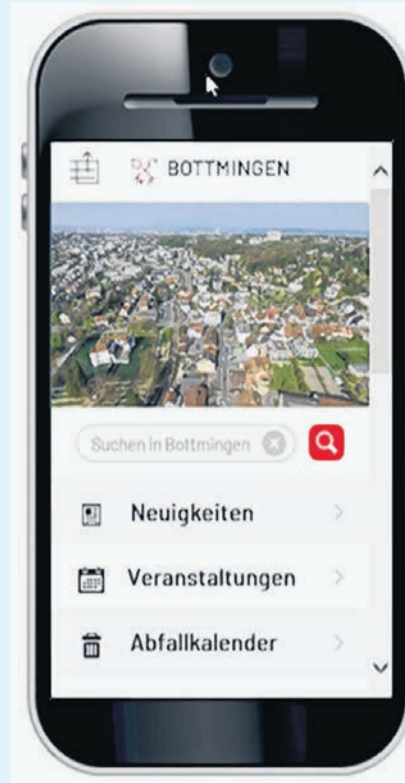 BOTTMINGEN
Suchen in Bottmingen
Neuigkeiten
Veranstaltungen
Abfallkalender